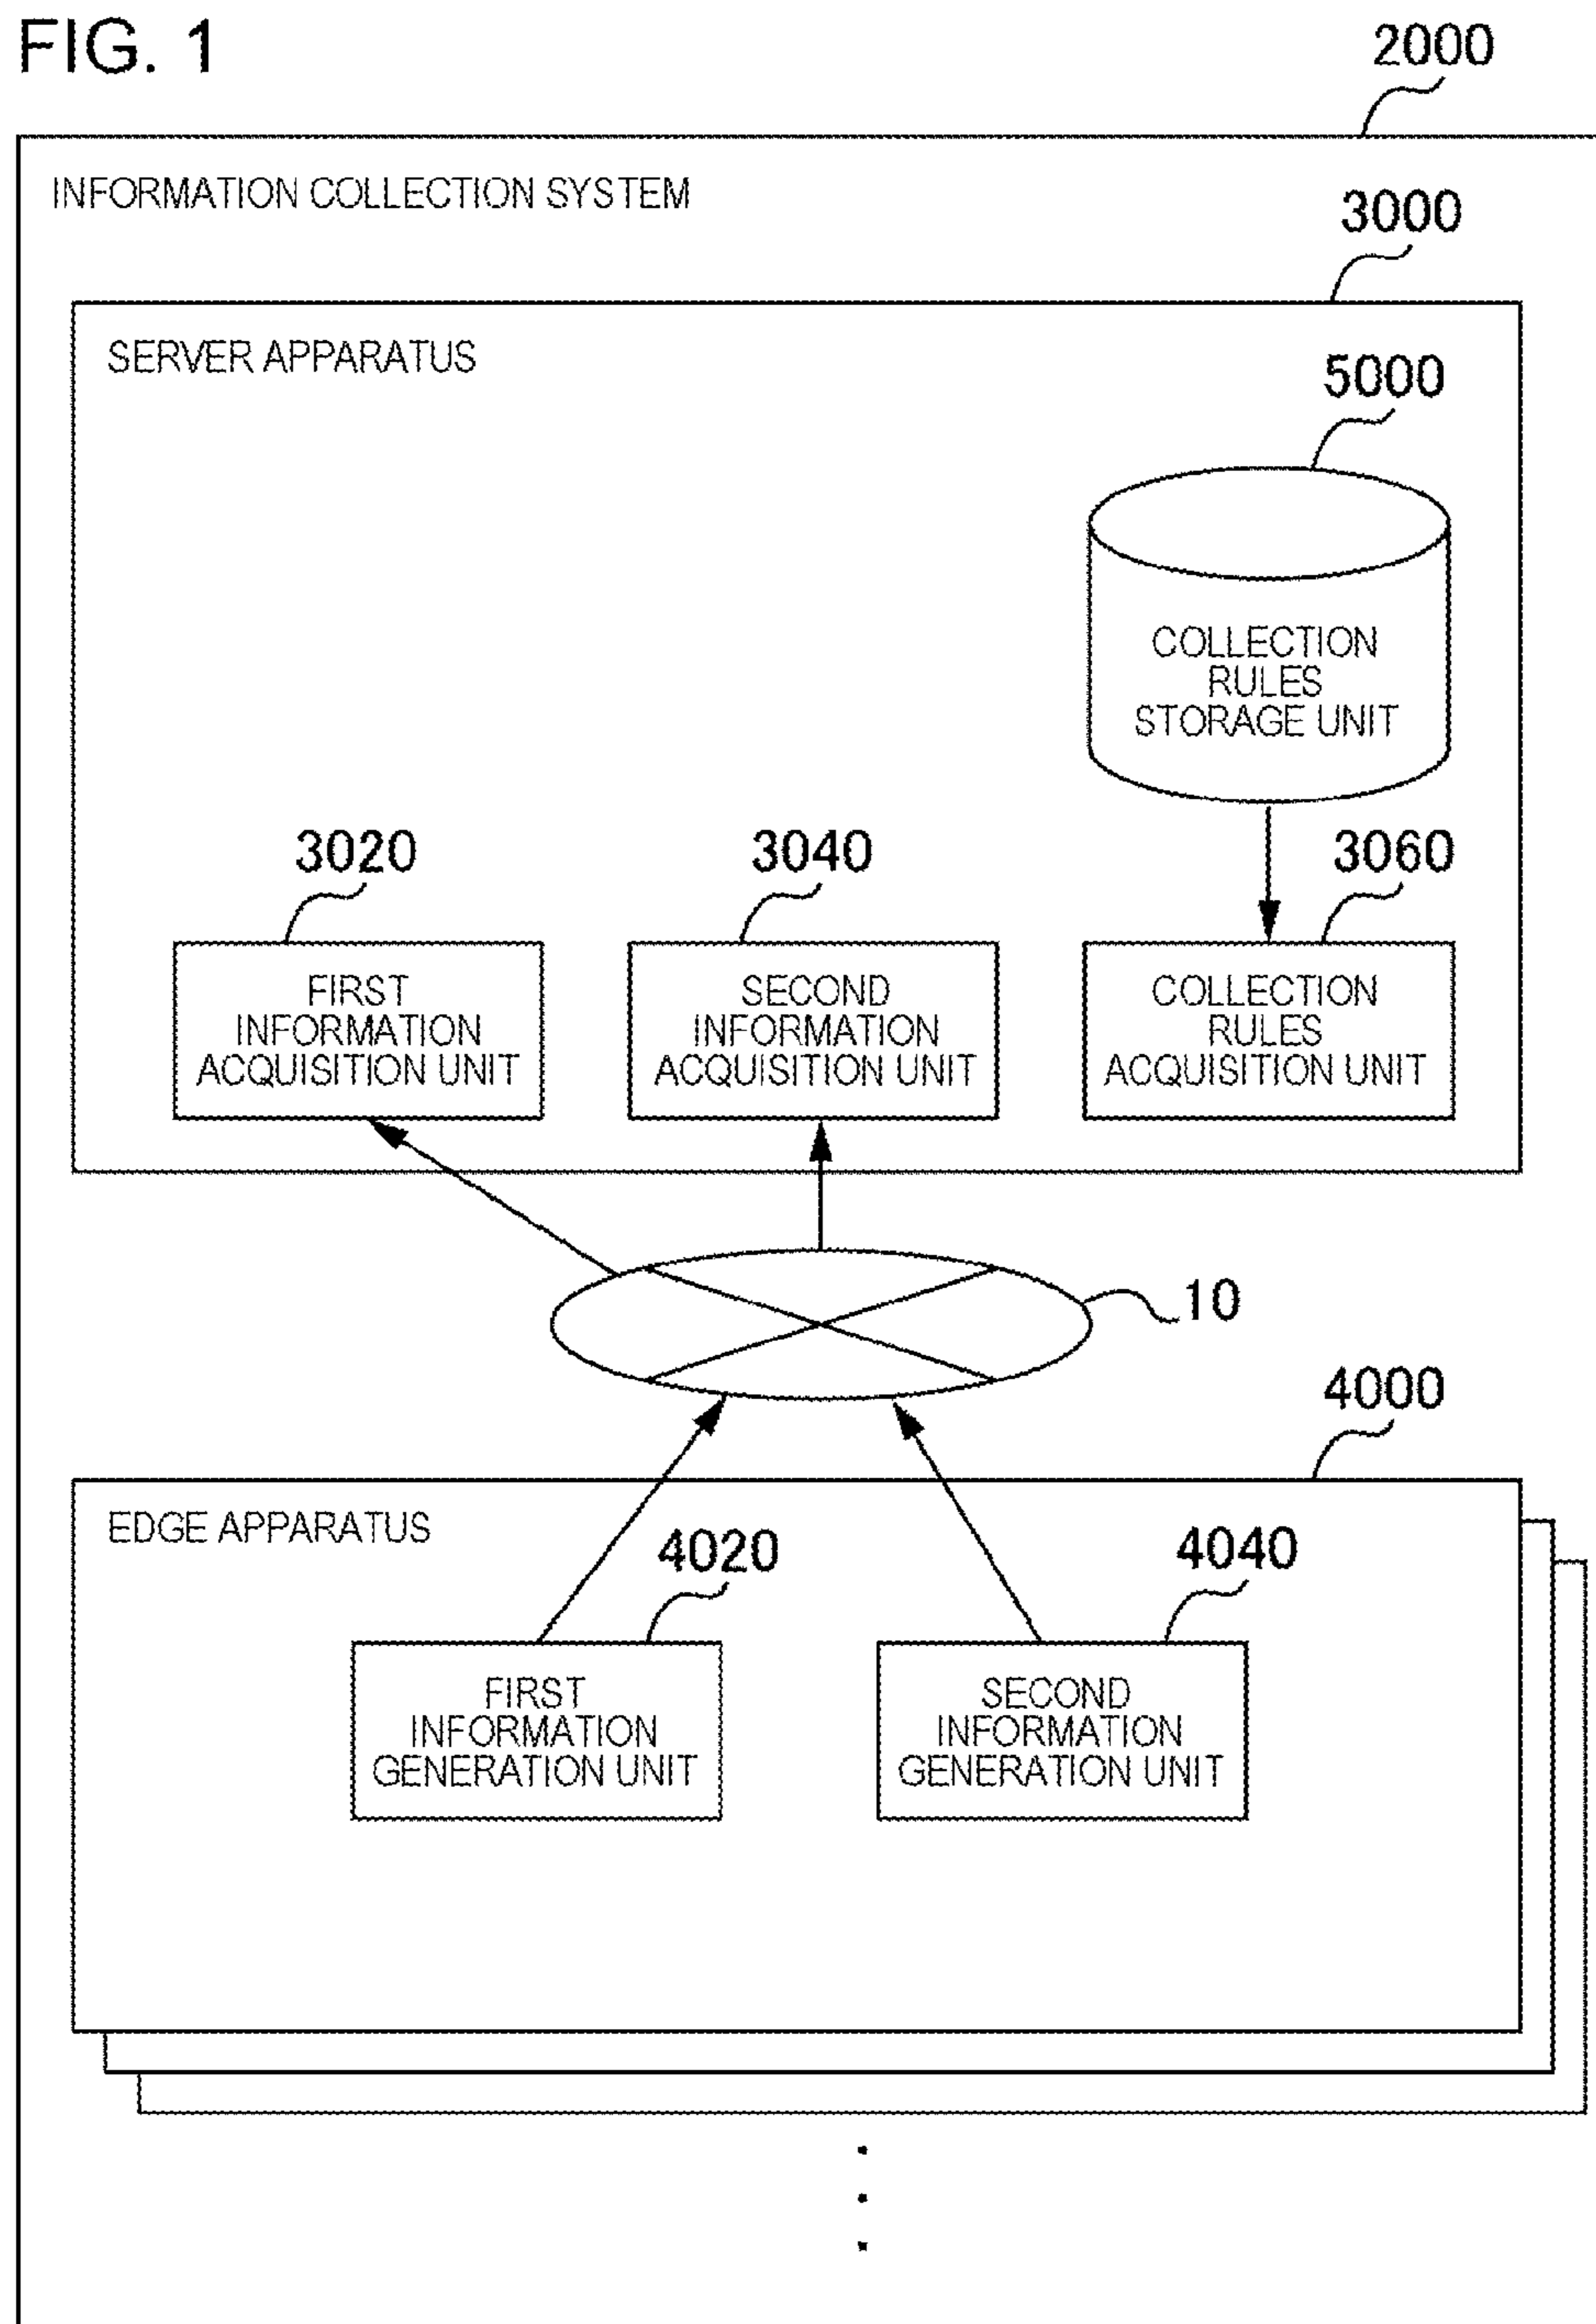 FIG. 1
2000
INFORMATION COLLECTION SYSTEM
3000
SERVER APPARATUS
5000
COLLECTION
RULES
STORAGE UNIT
3020
3040
3060
FIRST
INFORMATION
ACQUISITION UNIT
SECOND
INFORMATION
ACQUISITION UNIT
COLLECTION
RULES
ACQUISITION UNIT
10
4000
EDGE APPARATUS
4020
4040
FIRST
INFORMATION
GENERATION UNIT
SECOND
INFORMATION
GENERATION UNIT